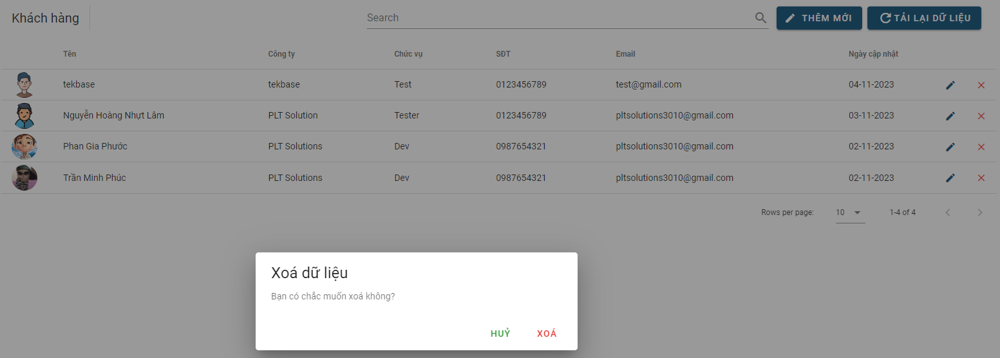 Khách hàng
Search
THÊM MỚI
TẢI LẠI DỮ LIỆU
Tên Công ty Chức vụ SĐT Email Ngày cập nhật
tekbase tekbase Test 0123456789 test@gmail.com 04-11-2023
Nguyễn Hoàng Nhựt Lâm PLT Solution Tester 0123456789 pltsolutions3010@gmail.com 03-11-2023
Phan Gia Phước PLT Solutions Dev 0987654321 pltsolutions3010@gmail.com 02-11-2023
Trần Minh Phúc PLT Solutions Dev 0987654321 pltsolutions3010@gmail.com 02-11-2023
Rows per page: 10 1-4 of 4
Xoá dữ liệu
Bạn có chắc muốn xoá không?
HUỶ XOÁ